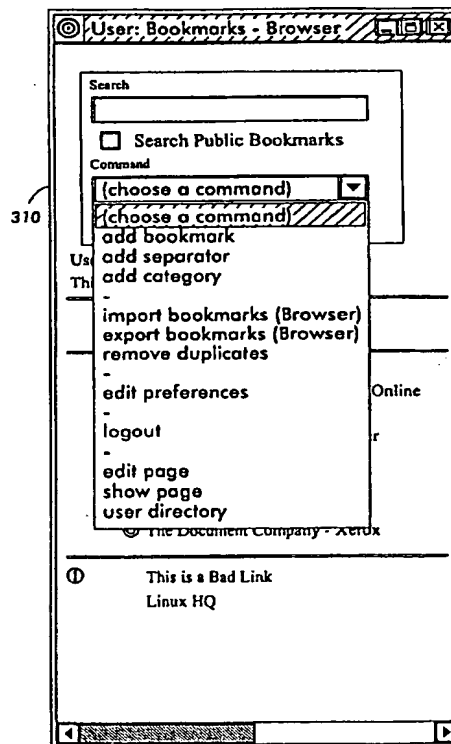 User: Bookmarks - Browser
Search
Search Public Bookmarks
Command
(choose a command)
310
(choose a command)
add bookmark
add separator
add category
-
import bookmarks (Browser)
export bookmarks (Browser)
remove duplicates
-
edit preferences
Online
-
logout
-
edit page
show page
user directory
The Document Company - Xerox
This is a Bad Link
Linux HQ